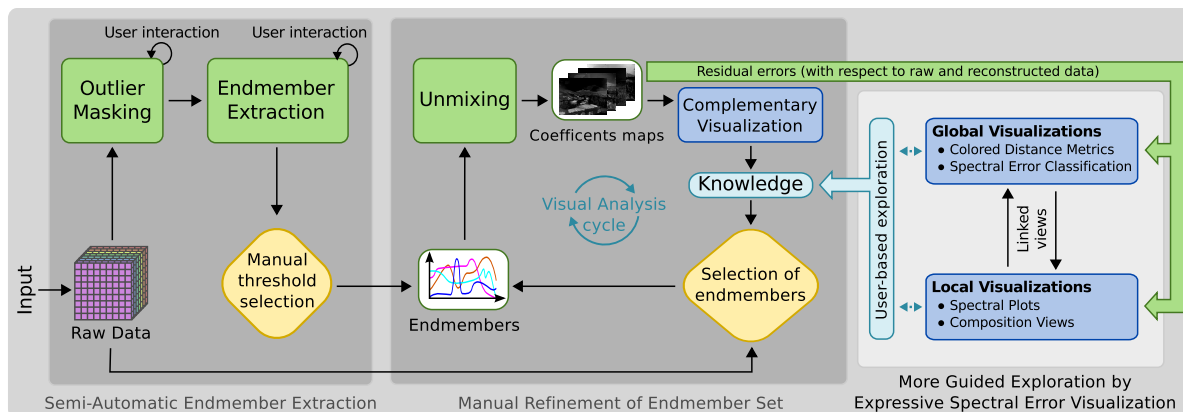 User interaction
User interaction
Outlier
Masking
Endmember
Extraction
Unmixing
Coefficents maps
Residual errors (with respect to raw and reconstructed data)
Complementary
Visualization
Global Visualizations
• Colored Distance Metrics
• Spectral Error Classification
Knowledge
User-based exploration
Visual Analysis
cycle
Linked
views
Input
Raw Data
Manual
threshold
selection
Endmembers
Selection of
endmembers
Local Visualizations
• Spectral Plots
• Composition Views
Semi-Automatic Endmember Extraction
Manual Refinement of Endmember Set
More Guided Exploration by
Expressive Spectral Error Visualization